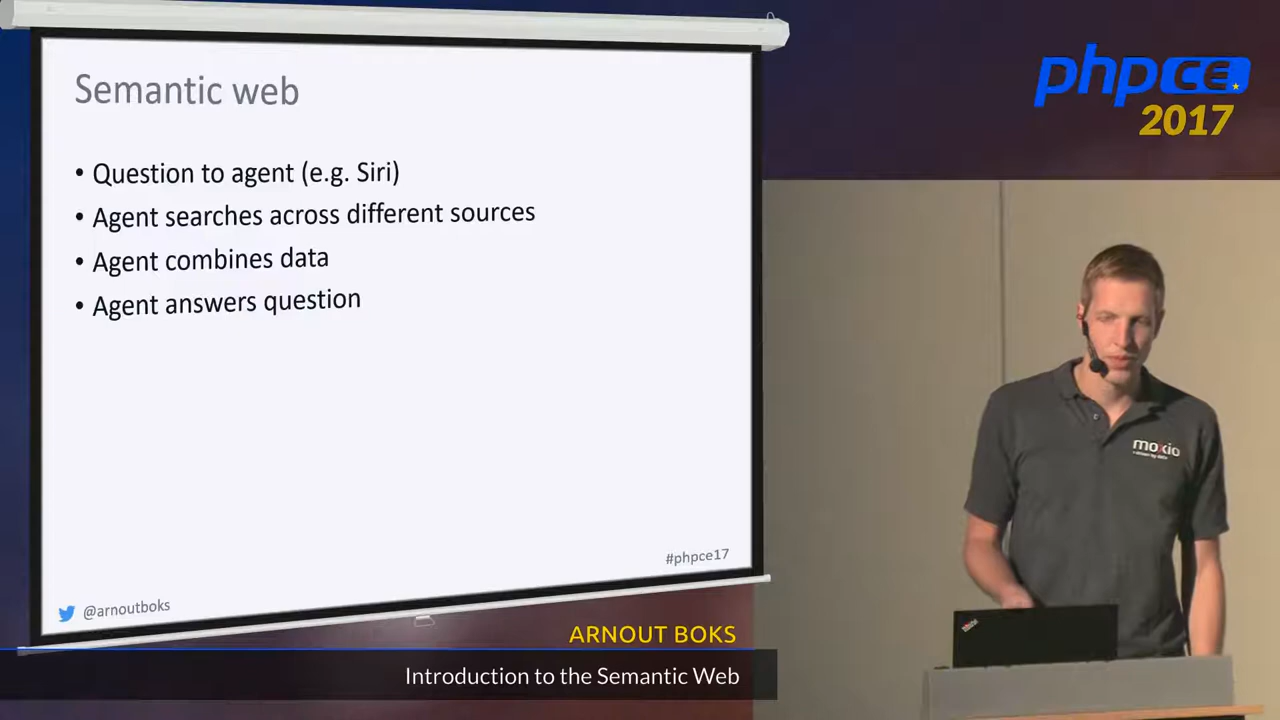 Semantic web
• Question to agent (e.g. Siri)
• Agent searches across different sources
• Agent combines data
• Agent answers question
#phpce17
@arnoutboks
phpCE
2017
moxio
ARNOUT BOKS
Introduction to the Semantic Web